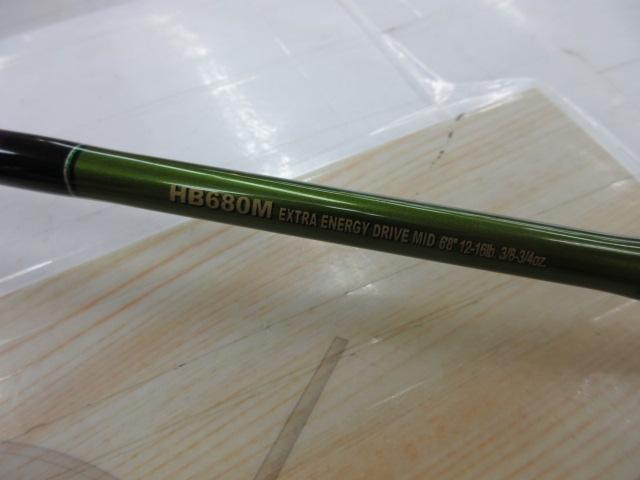 HB680M EXTRA ENERGY DRIVE MID 6'8" 12-16lb. 3/8-3/4oz.